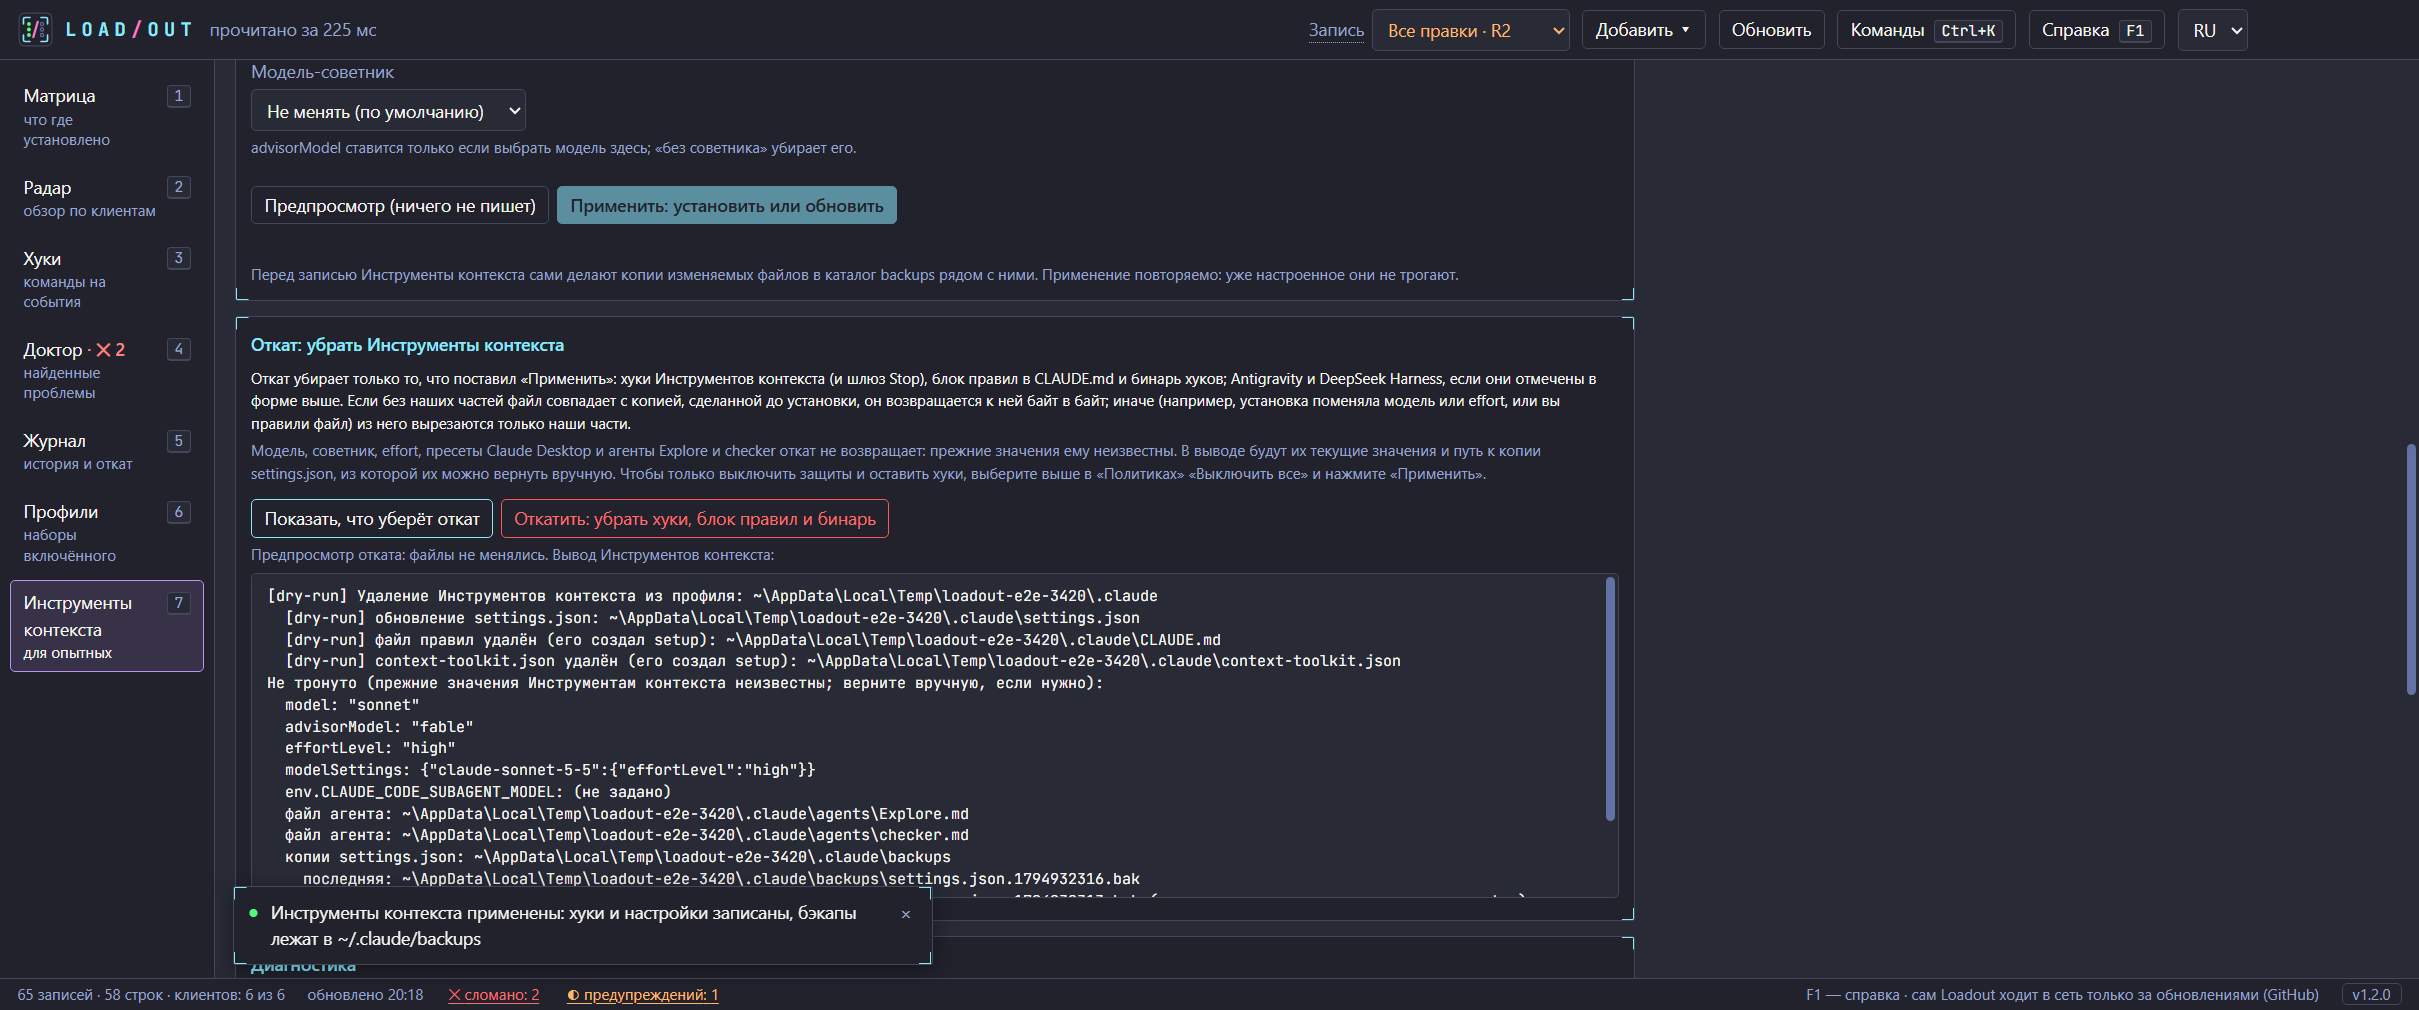 LOAD/OUT прочитано за 225 мс
Запись Все правки · R2 Добавить ▾ Обновить Команды Ctrl+K Справка F1 RU
Матрица 1
что где
установлено
Радар 2
обзор по клиентам
Хуки 3
команды на
события
Доктор · ✕ 2 4
найденные
проблемы
Журнал 5
история и откат
Профили 6
наборы
включённого
Инструменты 7
контекста
для опытных
Модель-советник
Не менять (по умолчанию)
advisorModel ставится только если выбрать модель здесь; «без советника» убирает его.
Предпросмотр (ничего не пишет) Применить: установить или обновить
Перед записью Инструменты контекста сами делают копии изменяемых файлов в каталог backups рядом с ними. Применение повторяемо: уже настроенное они не трогают.
Откат: убрать Инструменты контекста
Откат убирает только то, что поставил «Применить»: хуки Инструментов контекста (и шлюз Stop), блок правил в CLAUDE.md и бинарь хуков; Antigravity и DeepSeek Harness, если они отмечены в
форме выше. Если без наших частей файл совпадает с копией, сделанной до установки, он возвращается к ней байт в байт; иначе (например, установка поменяла модель или effort, или вы
правили файл) из него вырезаются только наши части.
Модель, советник, effort, пресеты Claude Desktop и агенты Explore и checker откат не возвращает: прежние значения ему неизвестны. В выводе будут их текущие значения и путь к копии
settings.json, из которой их можно вернуть вручную. Чтобы только выключить защиты и оставить хуки, выберите выше в «Политиках» «Выключить все» и нажмите «Применить».
Показать, что уберёт откат Откатить: убрать хуки, блок правил и бинарь
Предпросмотр отката: файлы не менялись. Вывод Инструментов контекста:
[dry-run] Удаление Инструментов контекста из профиля: ~\AppData\Local\Temp\loadout-e2e-3420\.claude
[dry-run] обновление settings.json: ~\AppData\Local\Temp\loadout-e2e-3420\.claude\settings.json
[dry-run] файл правил удалён (его создал setup): ~\AppData\Local\Temp\loadout-e2e-3420\.claude\CLAUDE.md
[dry-run] context-toolkit.json удалён (его создал setup): ~\AppData\Local\Temp\loadout-e2e-3420\.claude\context-toolkit.json
Не тронуто (прежние значения Инструментам контекста неизвестны; верните вручную, если нужно):
model: "sonnet"
advisorModel: "fable"
effortLevel: "high"
modelSettings: {"claude-sonnet-5-5":{"effortLevel":"high"}}
env.CLAUDE_CODE_SUBAGENT_MODEL: (не задано)
файл агента: ~\AppData\Local\Temp\loadout-e2e-3420\.claude\agents\Explore.md
файл агента: ~\AppData\Local\Temp\loadout-e2e-3420\.claude\agents\checker.md
копии settings.json: ~\AppData\Local\Temp\loadout-e2e-3420\.claude\backups
последняя: ~\AppData\Local\Temp\loadout-e2e-3420\.claude\backups\settings.json.1794932316.bak
Инструменты контекста применены: хуки и настройки записаны, бэкапы
лежат в ~/.claude/backups
Диагностика
65 записей · 58 строк · клиентов: 6 из 6 обновлено 20:18 ✕ сломано: 2 ◐ предупреждений: 1
F1 — справка · сам Loadout ходит в сеть только за обновлениями (GitHub) v1.2.0